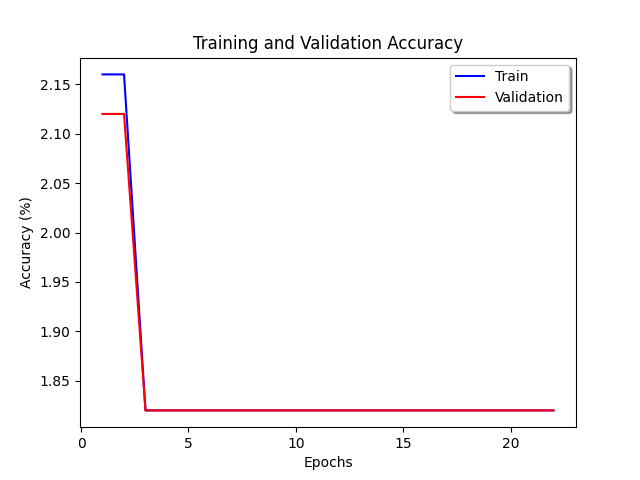 Training and Validation Accuracy
Train
Validation
2.15
2.10
2.05
2.00
1.95
1.90
1.85
Accuracy (%)
0 5 10 15 20
Epochs